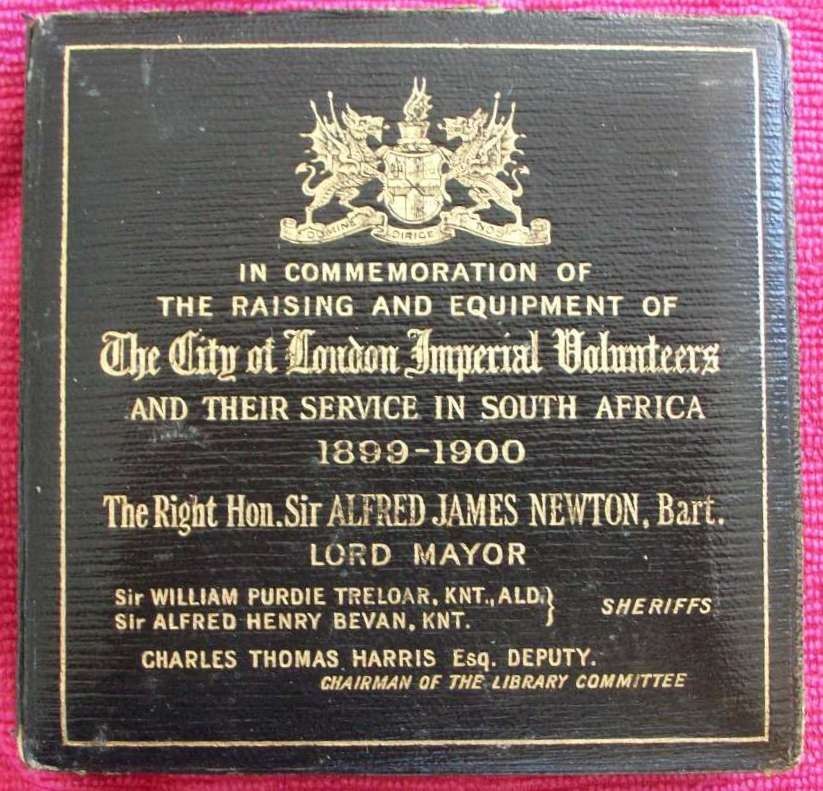 DOMINE DIRIGE NOS
IN COMMEMORATION OF
THE RAISING AND EQUIPMENT OF
The City of London Imperial Volunteers
AND THEIR SERVICE IN SOUTH AFRICA
1899-1900
The Right Hon. Sir ALFRED JAMES NEWTON, Bart.
LORD MAYOR
Sir WILLIAM PURDIE TRELOAR, KNT., ALD.} SHERIFFS
Sir ALFRED HENRY BEVAN, KNT.
CHARLES THOMAS HARRIS Esq. DEPUTY.
CHAIRMAN OF THE LIBRARY COMMITTEE